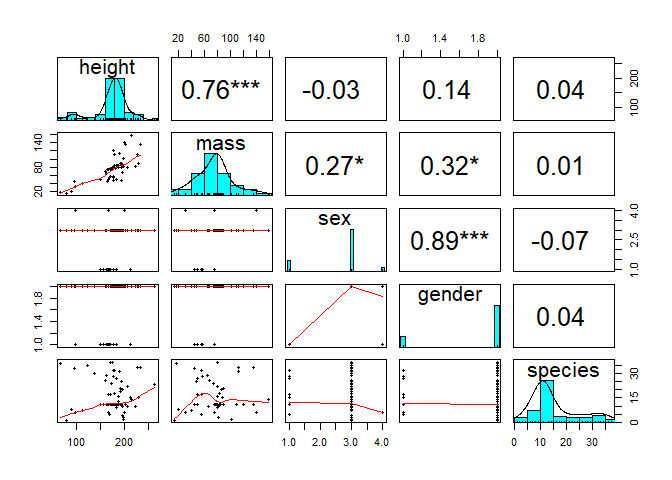 20 60 100 140 1.0 1.4 1.8
height 0.76*** -0.03 0.14 0.04 100 200
20 60 100 140 mass 0.27* 0.32* 0.01
sex 0.89*** -0.07 1.0 2.5 4.0
1.0 1.4 1.8 gender 0.04
species 0 15 30
100 200 1.0 2.0 3.0 4.0 0 10 20 30